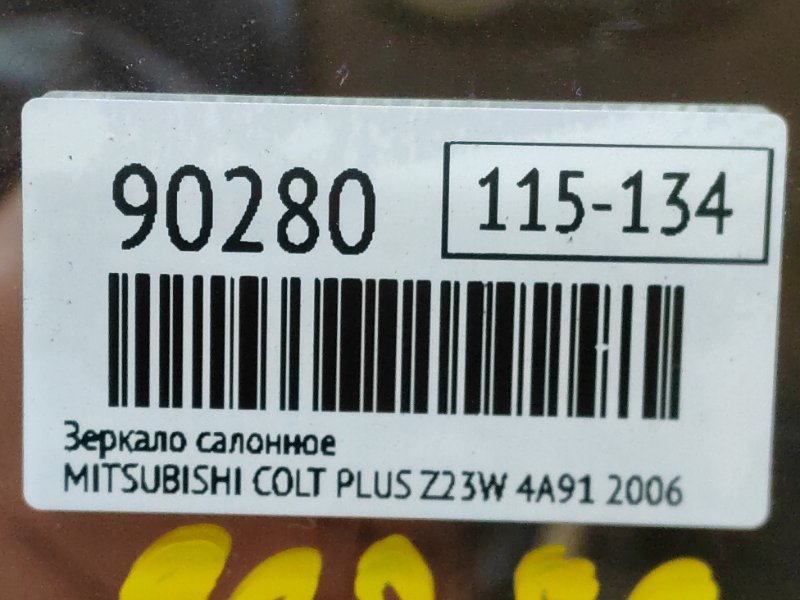 90280
115-134
Зеркало салонное
MITSUBISHI COLT PLUS Z23W 4A91 2006